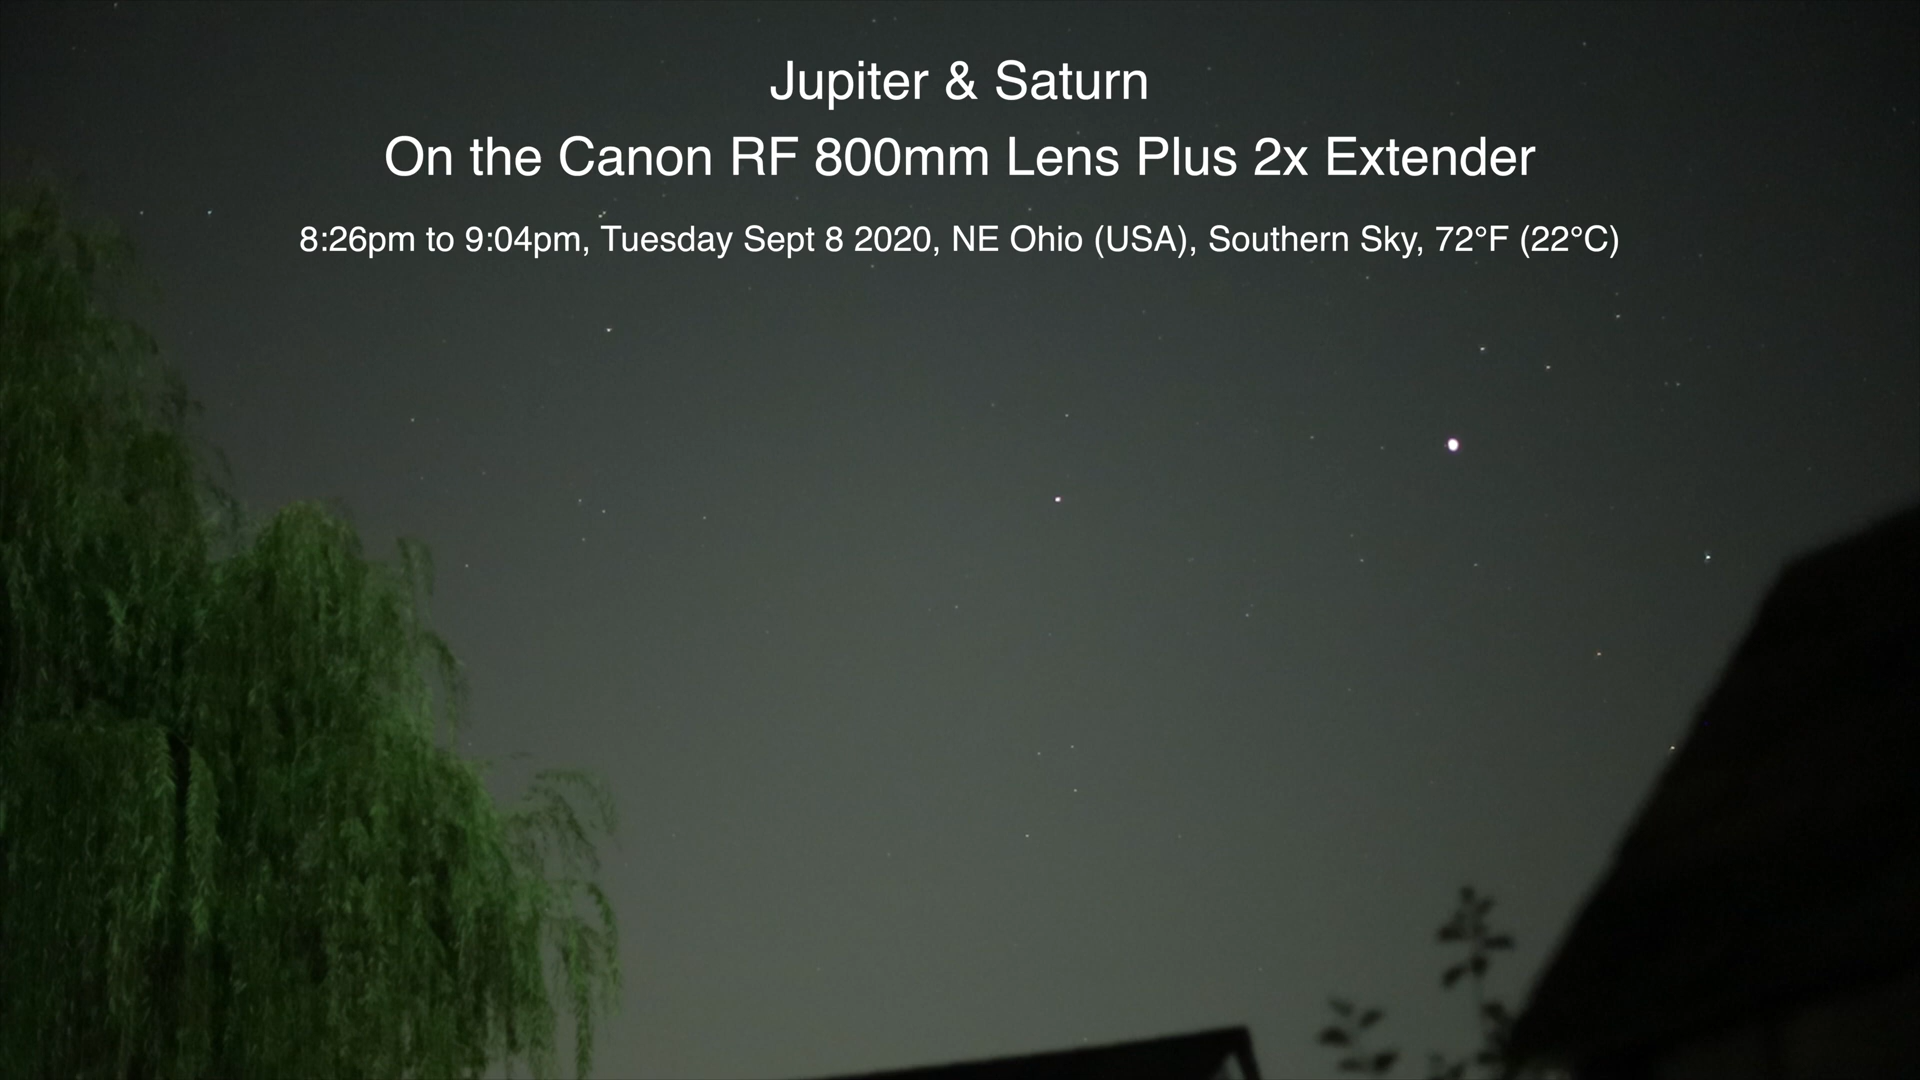 Jupiter & Saturn
On the Canon RF 800mm Lens Plus 2x Extender
8:26pm to 9:04pm, Tuesday Sept 8 2020, NE Ohio (USA), Southern Sky, 72°F (22°C)